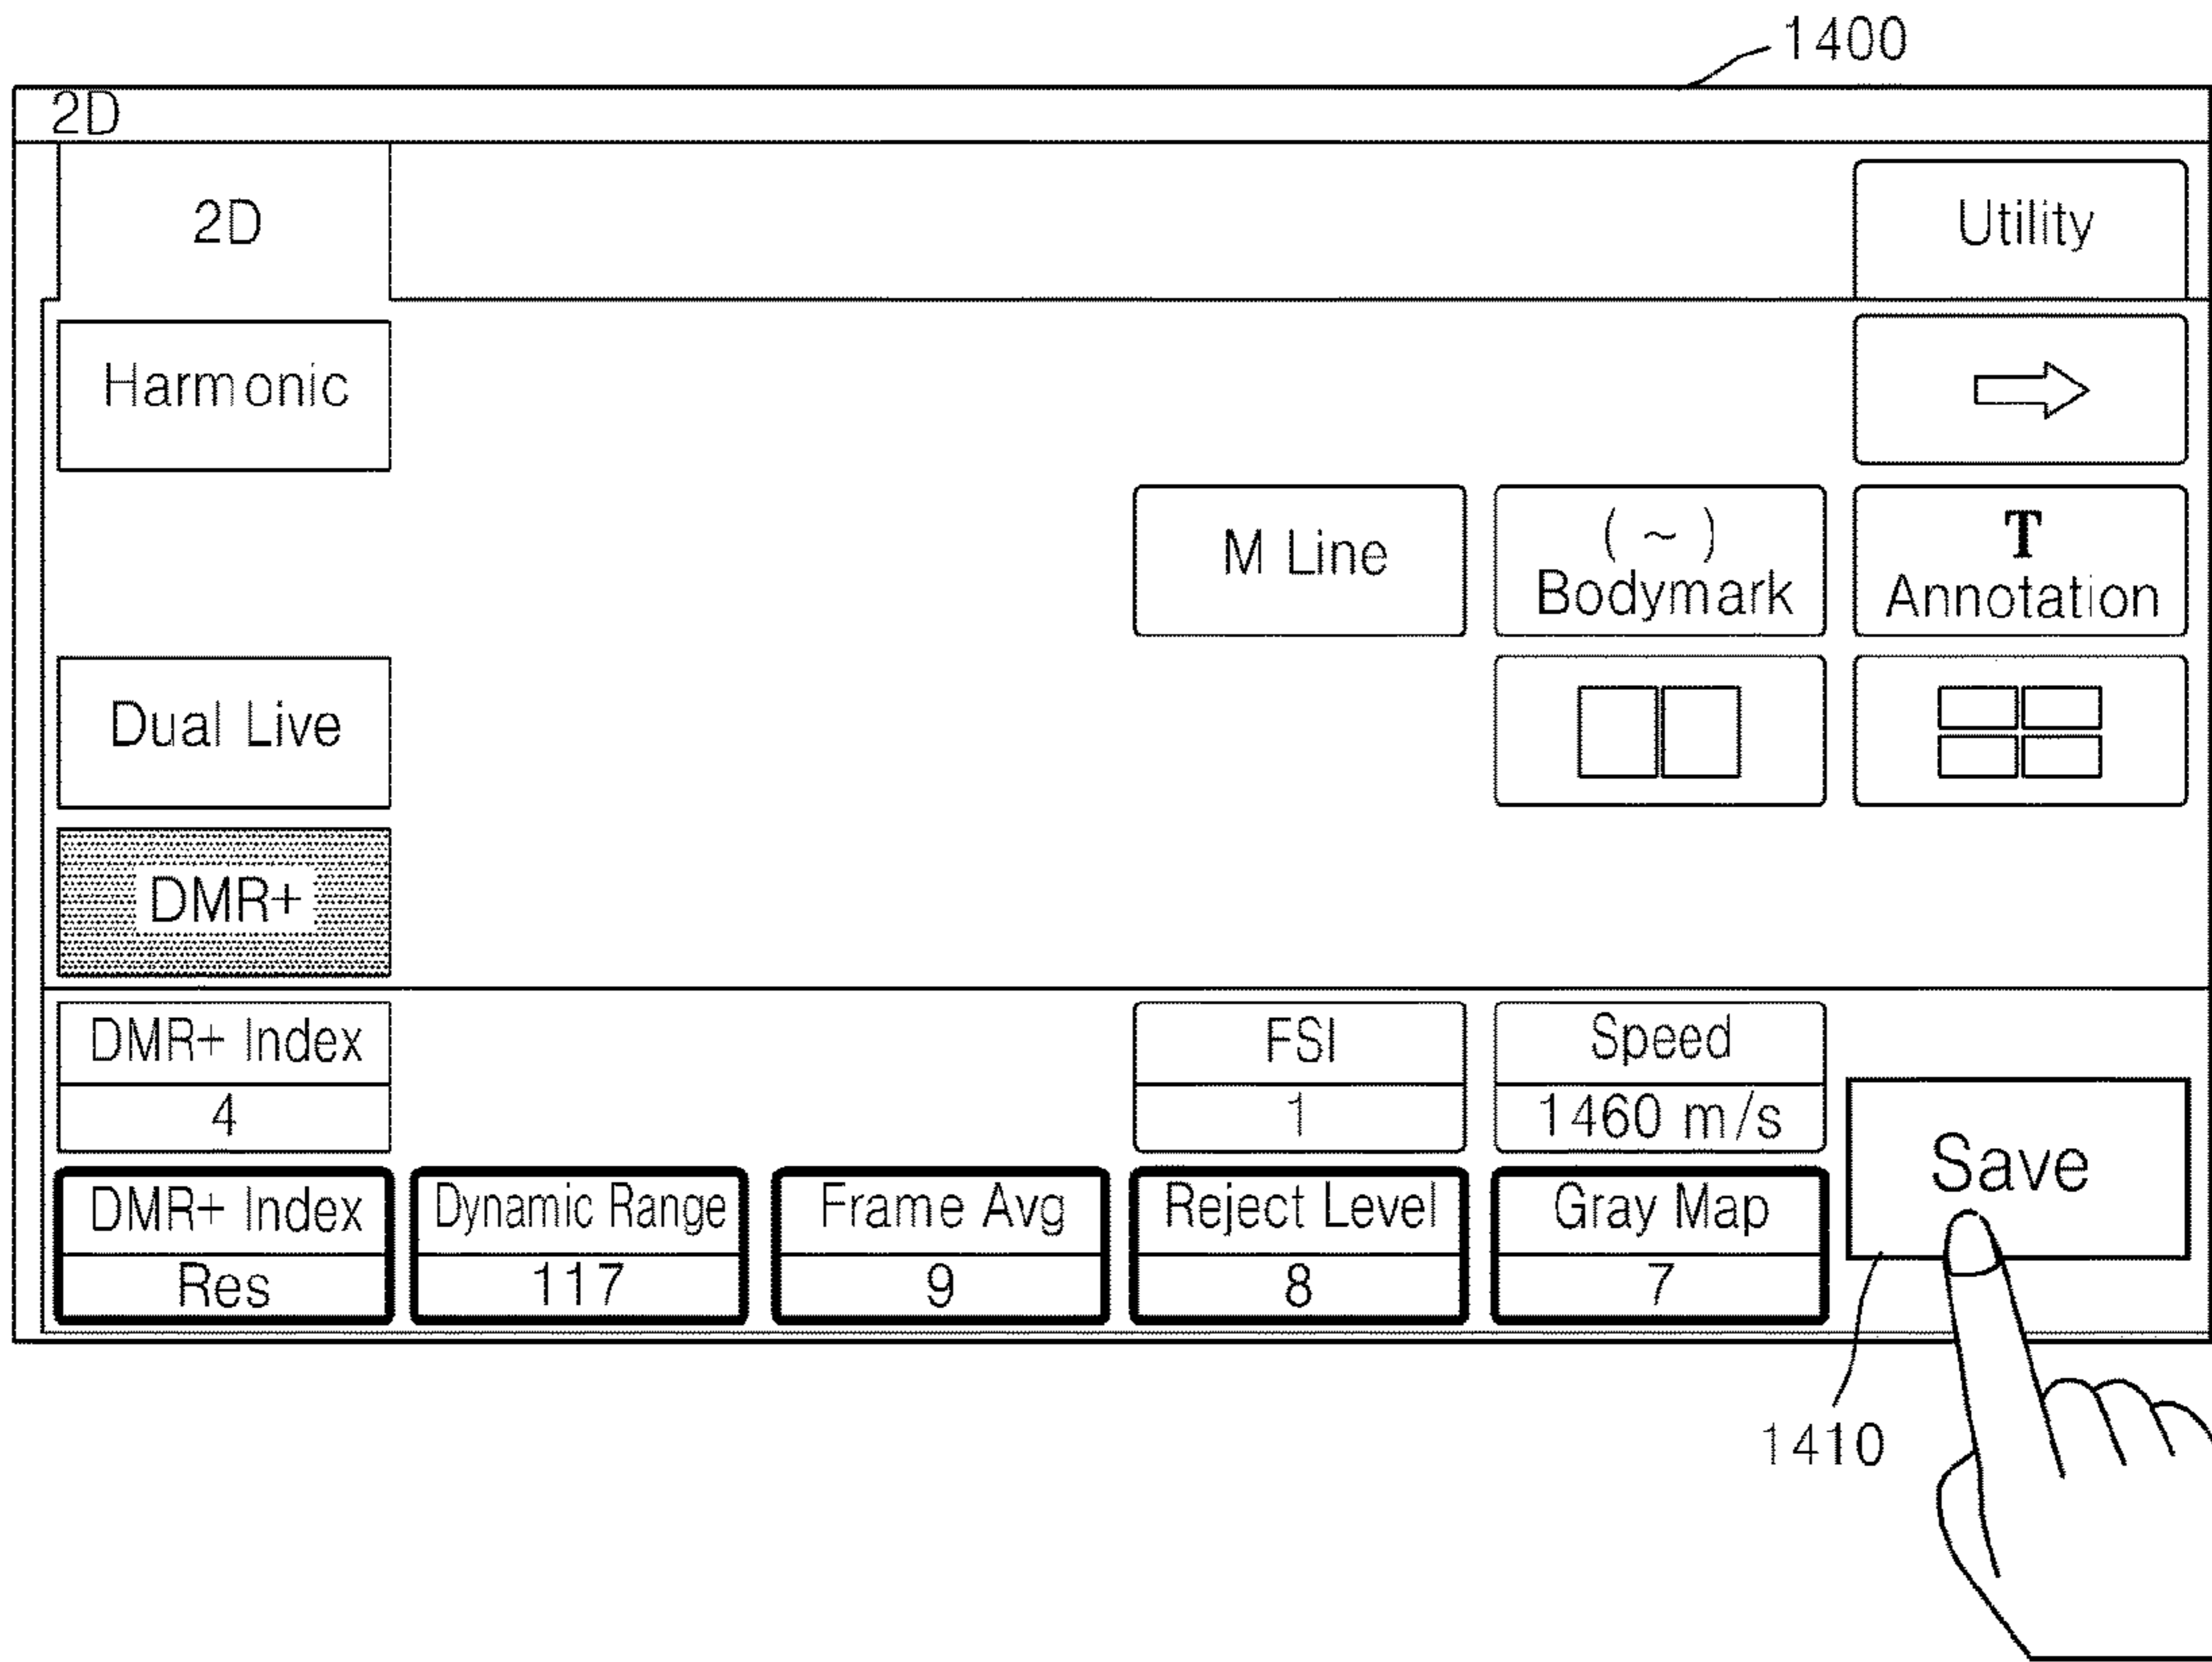 1400
2D
2D
Utility
Harmonic
M Line
( ~ )
Bodymark
T
Annotation
Dual Live
DMR+
DMR+ Index
4
FSI
1
Speed
1460 m/s
Save
DMR+ Index
Res
Dynamic Range
117
Frame Avg
9
Reject Level
8
Gray Map
7
1410